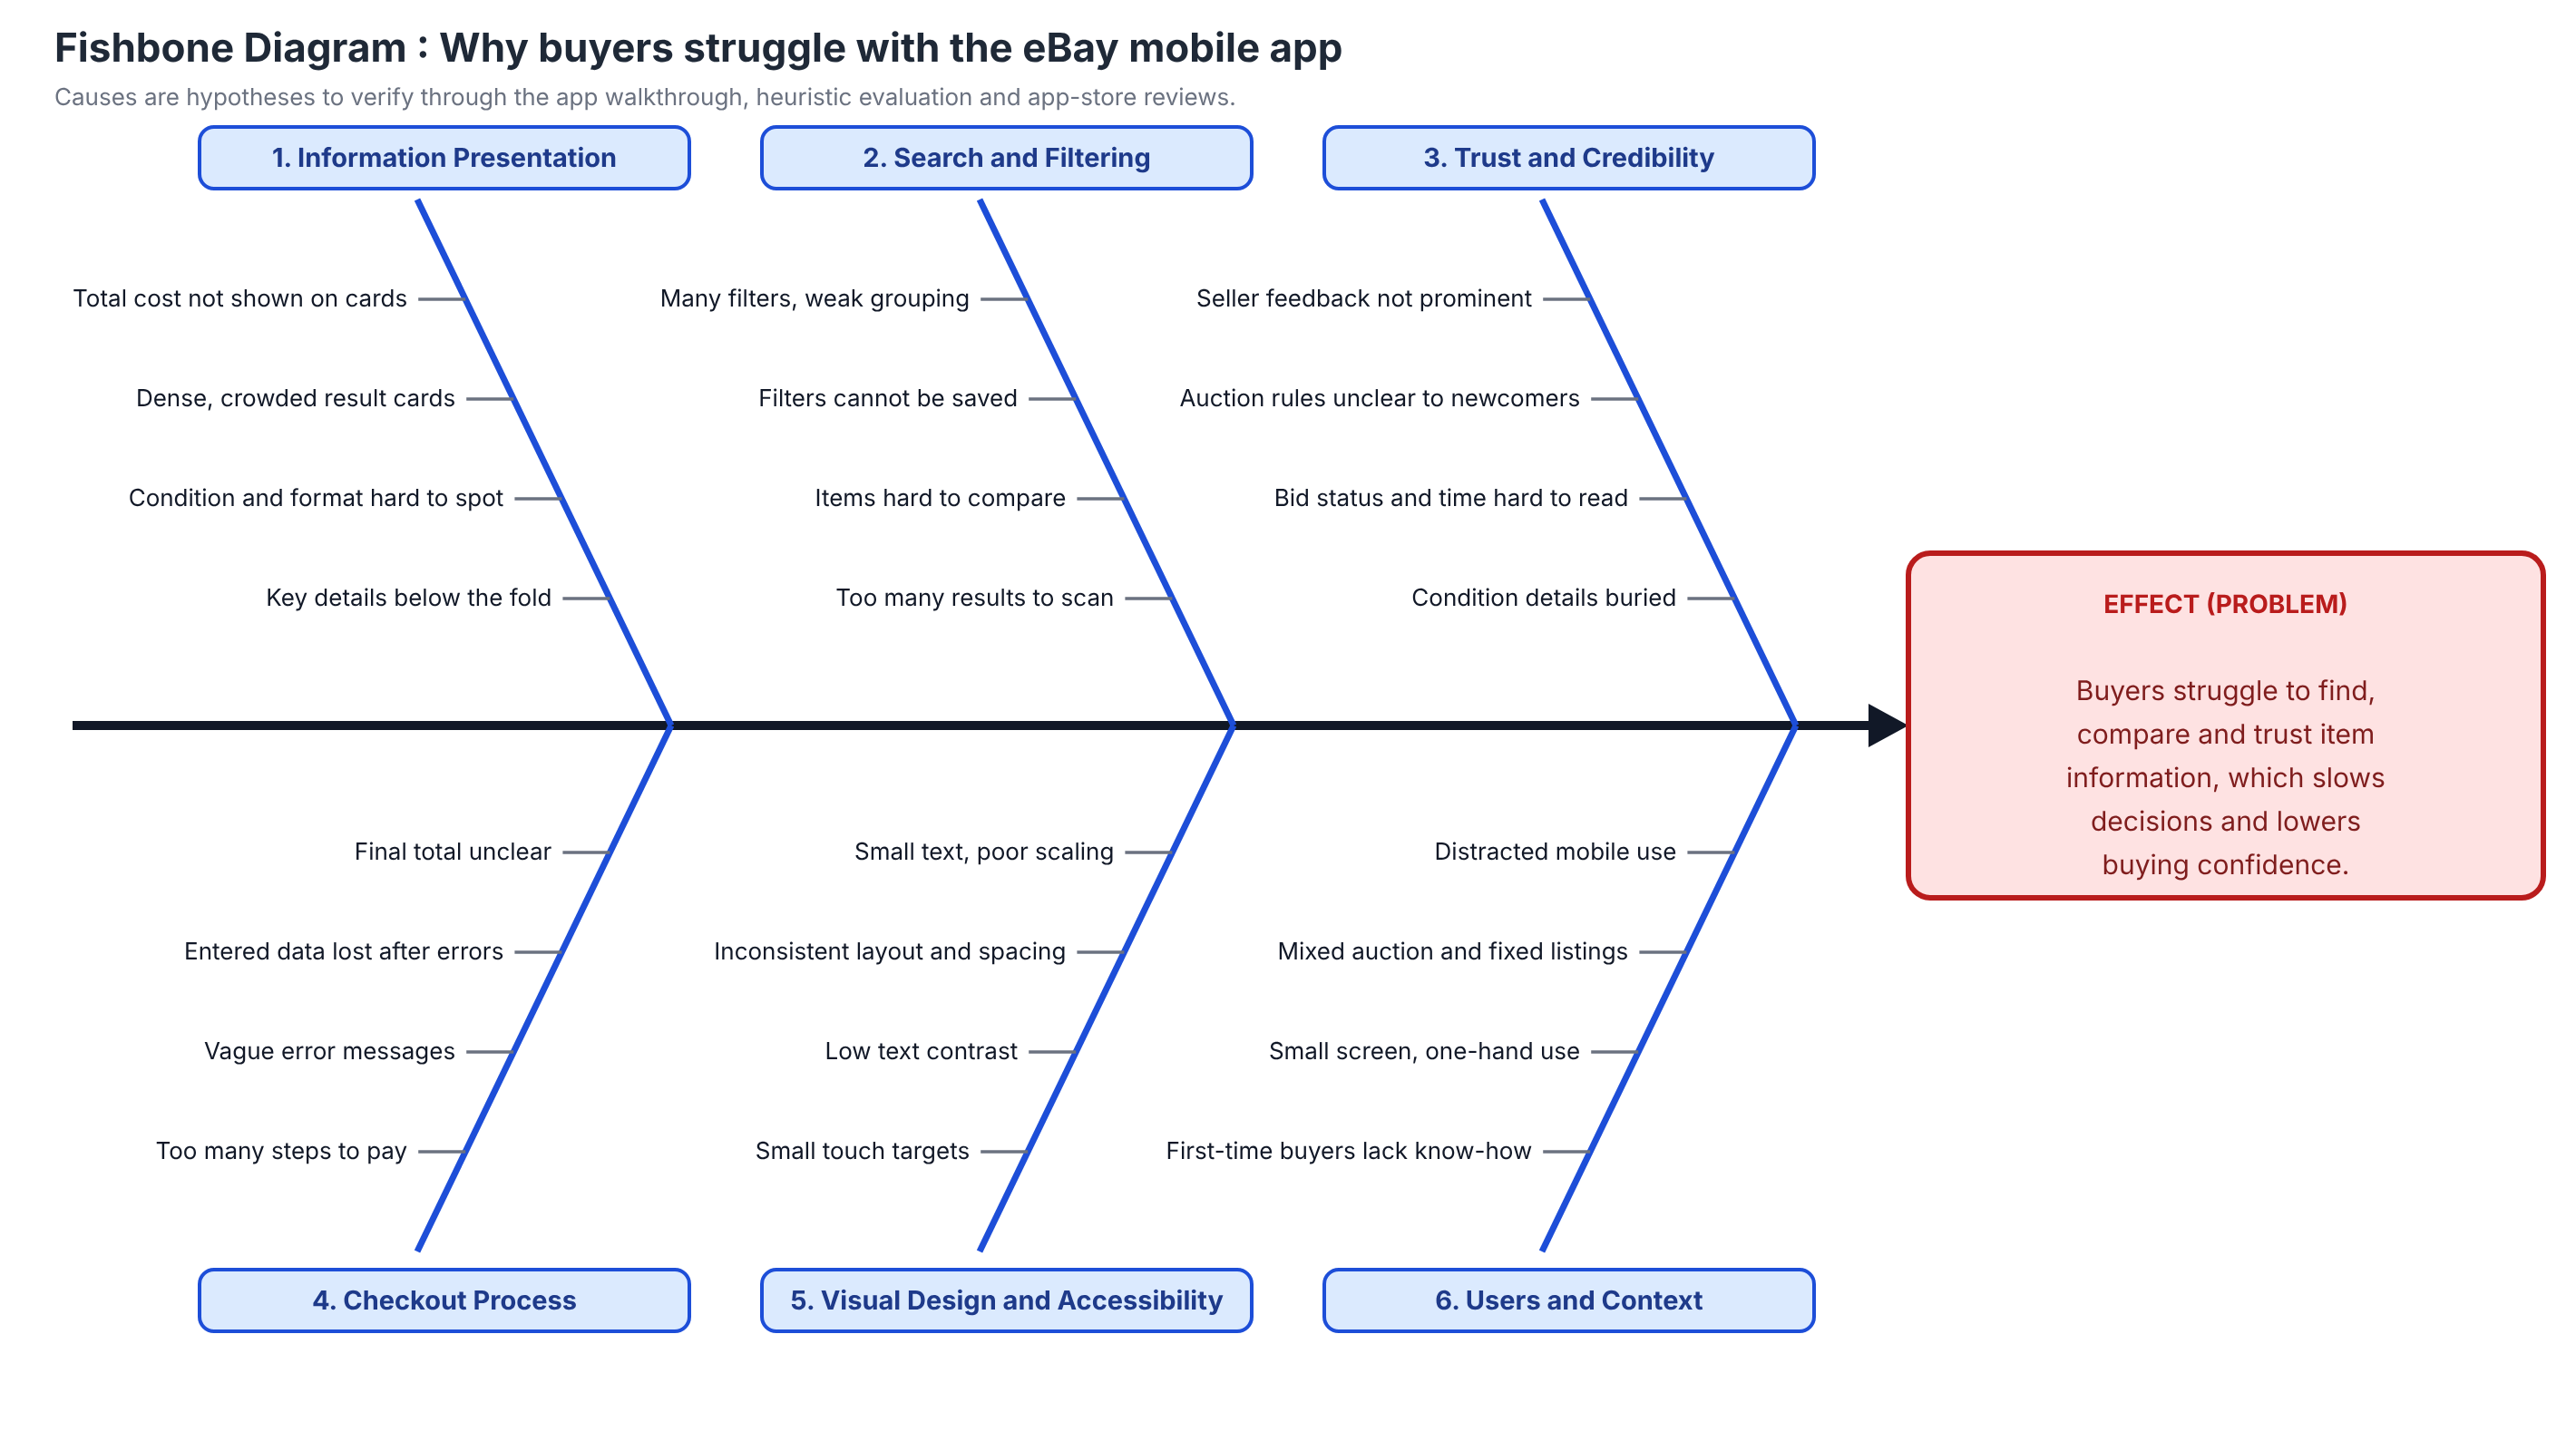 Fishbone Diagram : Why buyers struggle with the eBay mobile app
Causes are hypotheses to verify through the app walkthrough, heuristic evaluation and app-store reviews.
1. Information Presentation
Total cost not shown on cards
Dense, crowded result cards
Condition and format hard to spot
Key details below the fold
2. Search and Filtering
Many filters, weak grouping
Filters cannot be saved
Items hard to compare
Too many results to scan
3. Trust and Credibility
Seller feedback not prominent
Auction rules unclear to newcomers
Bid status and time hard to read
Condition details buried
EFFECT (PROBLEM)
Buyers struggle to find,
compare and trust item
information, which slows
decisions and lowers
buying confidence.
Final total unclear
Entered data lost after errors
Vague error messages
Too many steps to pay
4. Checkout Process
Small text, poor scaling
Inconsistent layout and spacing
Low text contrast
Small touch targets
5. Visual Design and Accessibility
Distracted mobile use
Mixed auction and fixed listings
Small screen, one-hand use
First-time buyers lack know-how
6. Users and Context